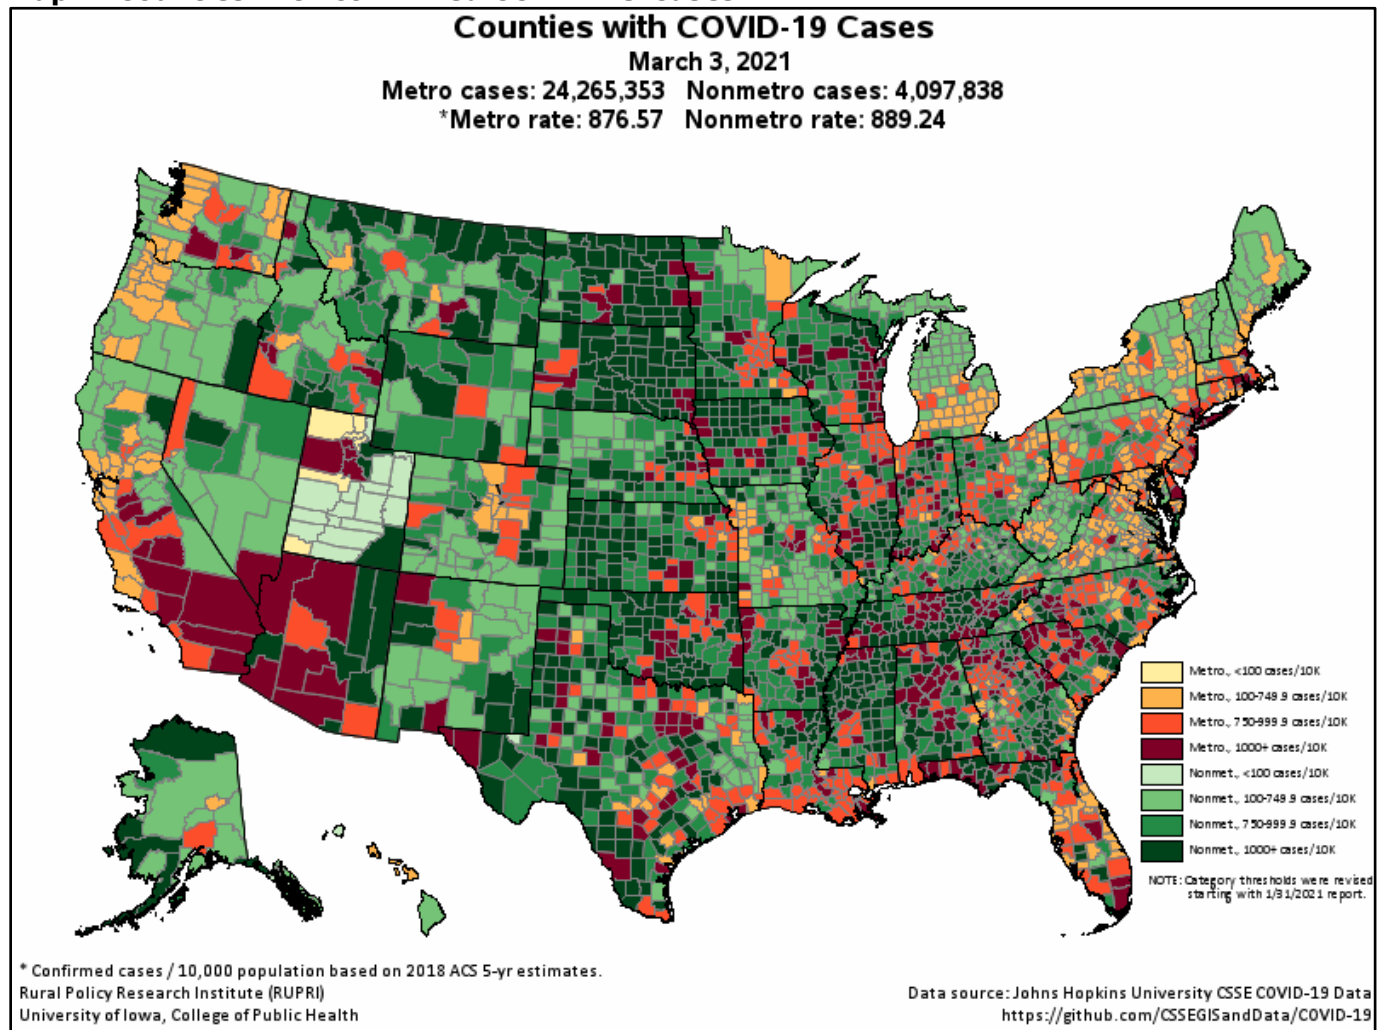 Counties with COVID-19 Cases
March 3, 2021
Metro cases: 24,265,353 Nonmetro cases: 4,097,838
*Metro rate: 876.57 Nonmetro rate: 889.24
Metro., <100 cases/10K
Metro., 100-749.9 cases/10K
Metro., 750-999.9 cases/10K
Metro., 1000+ cases/10K
Nonmet., <100 cases/10K
Nonmet., 100-749.9 cases/10K
Nonmet., 750-999.9 cases/10K
Nonmet., 1000+ cases/10K
NOTE: Category thresholds were revised
starting with 1/31/2021 report.
* Confirmed cases / 10,000 population based on 2018 ACS 5-yr estimates.
Rural Policy Research Institute (RUPRI)
University of Iowa, College of Public Health
Data source: Johns Hopkins University CSSE COVID-19 Data
https://github.com/CSSEGISandData/COVID-19